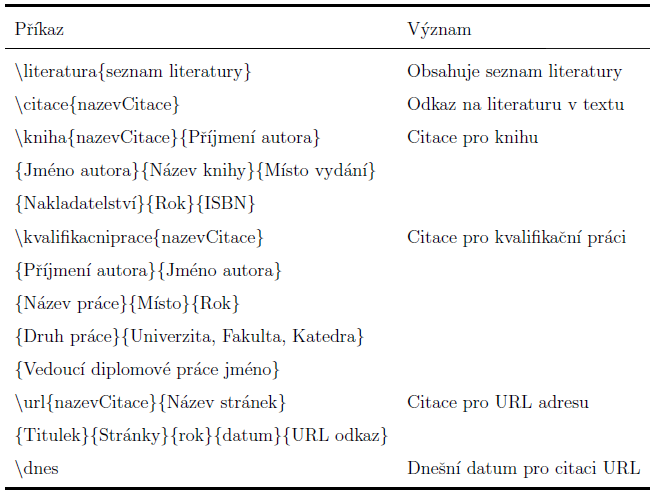 Příkaz Význam
\literatura{seznam literatury} Obsahuje seznam literatury
\citace{nazevCitace} Odkaz na literaturu v textu
\kniha{nazevCitace}{Příjmení autora} Citace pro knihu
{Jméno autora}{Název knihy}{Místo vydání}
{Nakladatelství}{Rok}{ISBN}
\kvalifikacniprace{nazevCitace} Citace pro kvalifikační práci
{Příjmení autora}{Jméno autora}
{Název práce}{Místo}{Rok}
{Druh práce}{Univerzita, Fakulta, Katedra}
{Vedoucí diplomové práce jméno}
\url{nazevCitace}{Název stránek} Citace pro URL adresu
{Titulek}{Stránky}{rok}{datum}{URL odkaz}
\dnes Dnešní datum pro citaci URL